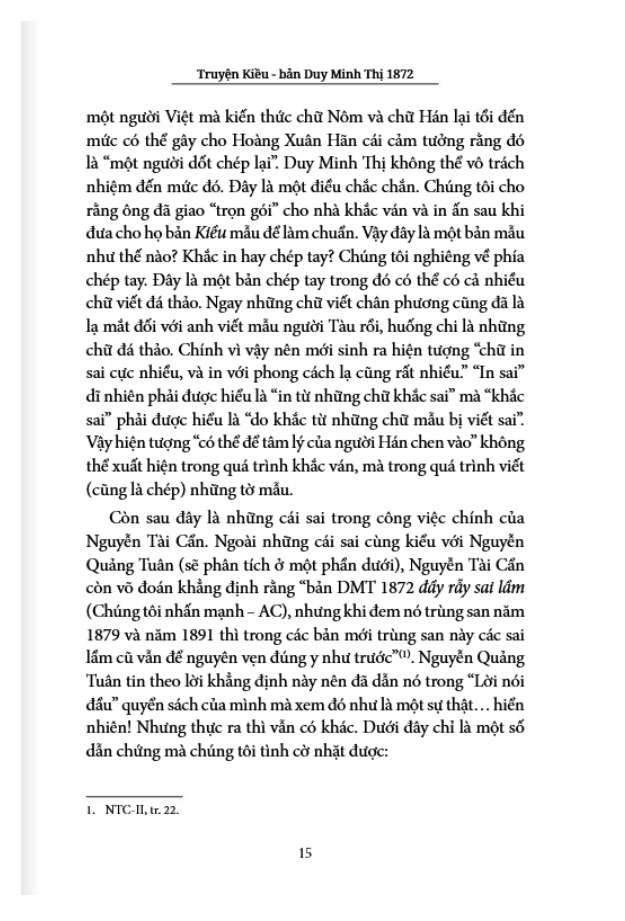 Truyện Kiều - bản Duy Minh Thị 1872
một người Việt mà kiến thức chữ Nôm và chữ Hán lại tồi đến
mức có thể gây cho Hoàng Xuân Hãn cái cảm tưởng rằng đó
là “một người dốt chép lại”. Duy Minh Thị không thể vô trách
nhiệm đến mức đó. Đây là một điều chắc chắn. Chúng tôi cho
rằng ông đã giao “trọn gói” cho nhà khắc ván và in ấn sau khi
đưa cho họ bản Kiều mẫu để làm chuẩn. Vậy đây là một bản mẫu
như thế nào? Khắc in hay chép tay? Chúng tôi nghiêng về phía
chép tay. Đây là một bản chép tay trong đó có thể có cả nhiều
chữ viết đá thảo. Ngay những chữ viết chân phương cũng đã là
lạ mắt đối với anh viết mẫu người Tàu rồi, huống chi là những
chữ đá thảo. Chính vì vậy nên mới sinh ra hiện tượng “chữ in
sai cực nhiều, và in với phong cách lạ cũng rất nhiều.” “In sai”
dĩ nhiên phải được hiểu là “in từ những chữ khắc sai” mà “khắc
sai” phải được hiểu là “do khắc từ những chữ mẫu bị viết sai”.
Vậy hiện tượng “có thể để tâm lý của người Hán chen vào” không
thể xuất hiện trong quá trình khắc ván, mà trong quá trình viết
(cũng là chép) những tờ mẫu.
Còn sau đây là những cái sai trong công việc chính của
Nguyễn Tài Cẩn. Ngoài những cái sai cùng kiểu với Nguyễn
Quảng Tuân (sẽ phân tích ở một phần dưới), Nguyễn Tài Cẩn
còn võ đoán khẳng định rằng “bản DMT 1872 đầy rẫy sai lầm
(Chúng tôi nhấn mạnh – AC), nhưng khi đem nó trùng san năm
1879 và năm 1891 thì trong các bản mới trùng san này các sai
lầm cũ vẫn để nguyên vẹn đúng y như trước”(1). Nguyễn Quảng
Tuân tin theo lời khẳng định này nên đã dẫn nó trong “Lời nói
đầu” quyển sách của mình mà xem đó như là một sự thật… hiển
nhiên! Nhưng thực ra thì vẫn có khác. Dưới đây chỉ là một số
dẫn chứng mà chúng tôi tình cờ nhặt được:
1. NTC-II, tr. 22.
15